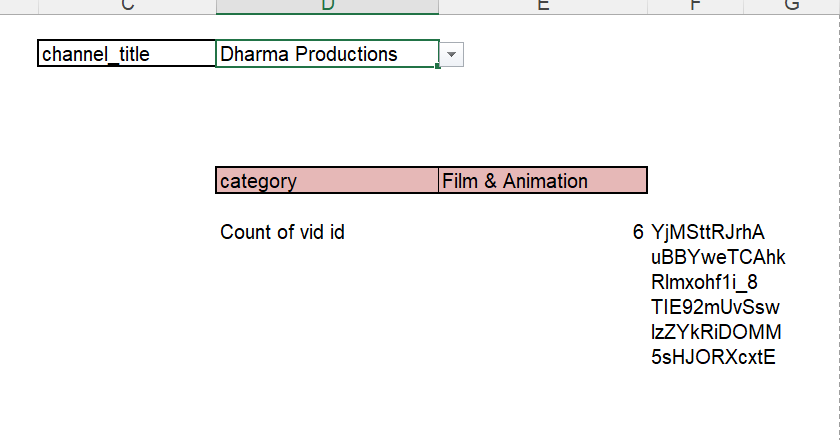 C D E F G
channel_title Dharma Productions
category Film & Animation
Count of vid id 6 YjMSttRJrhA
uBBYweTCAhk
Rlmxohf1i_8
TIE92mUvSsw
lzZYkRiDOMM
5sHJORXcxtE